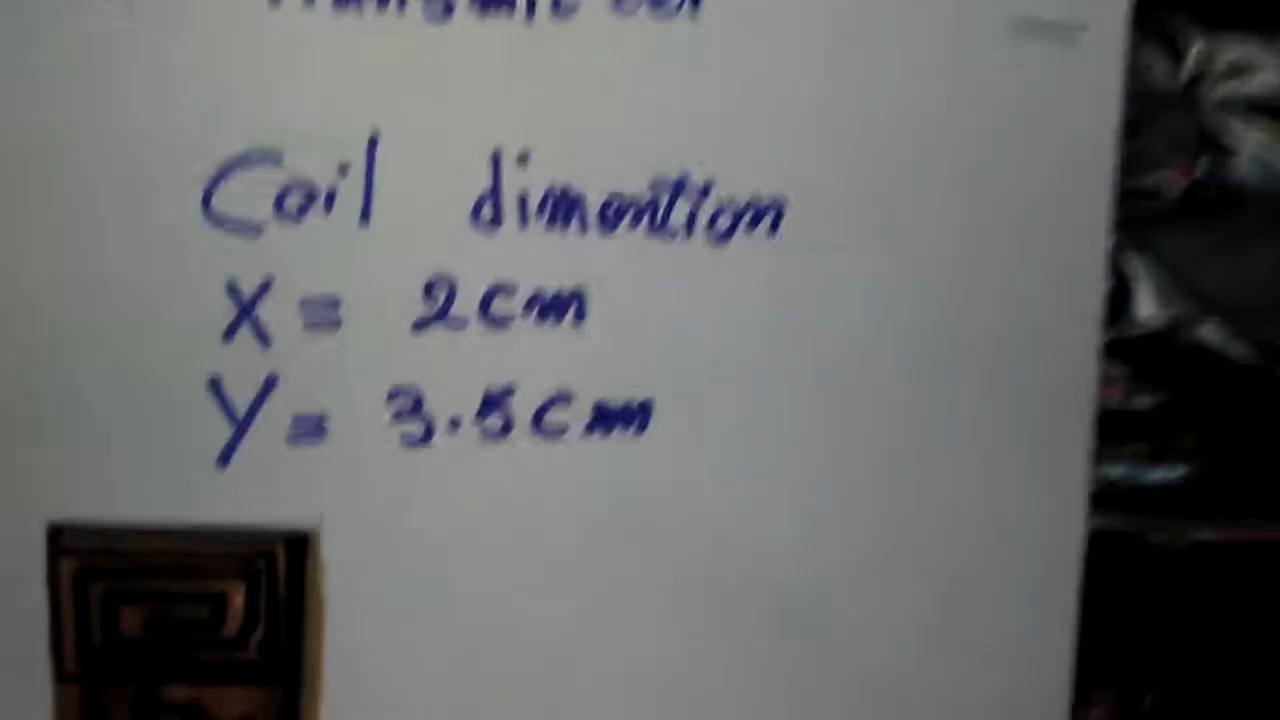 Coil dimention
X = 2cm
Y = 3.5cm